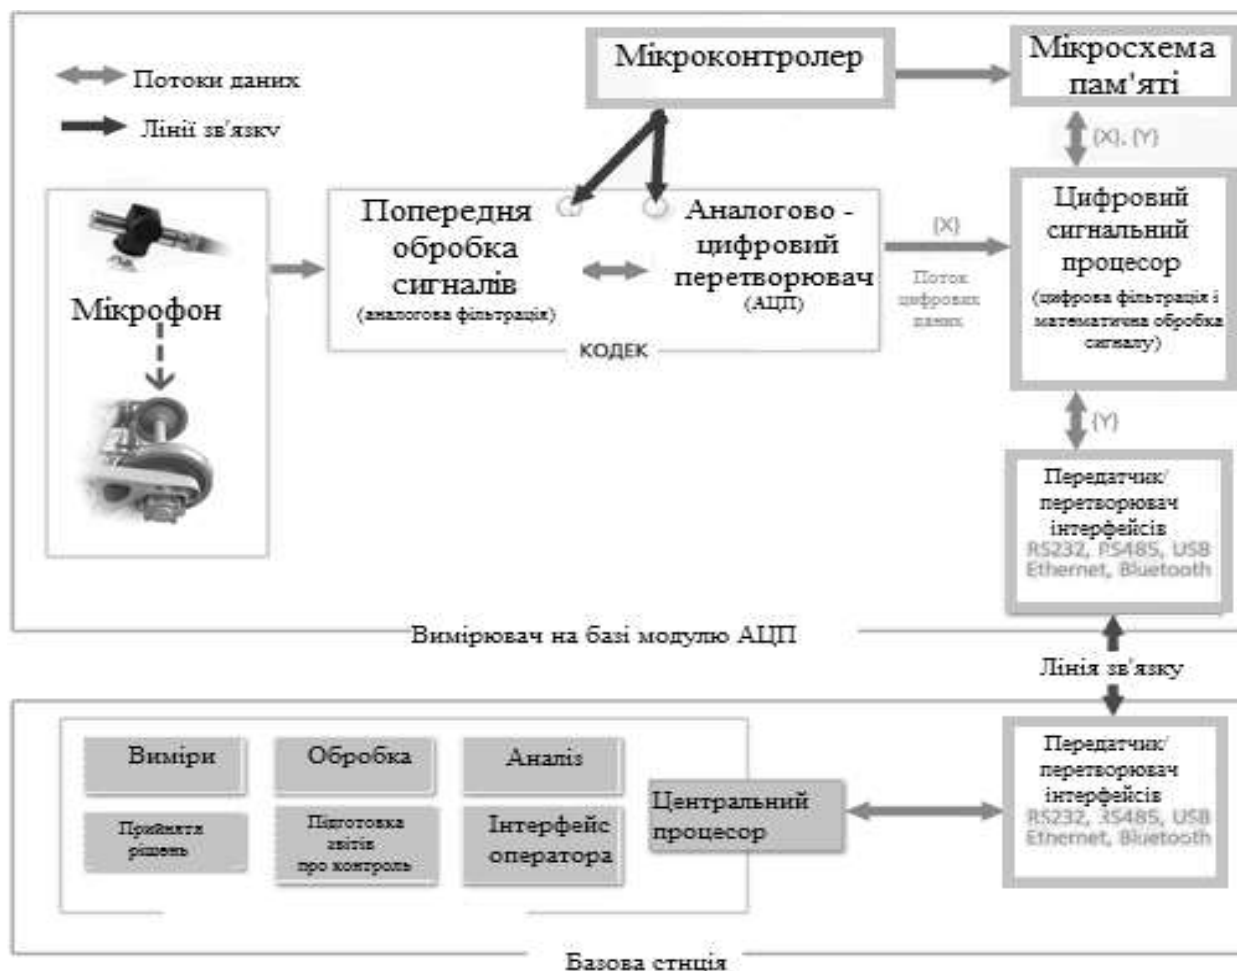 Потоки даних
Лінії зв'язку
Мікроконтролер
Мікросхема
пам'яті
{X}, {Y}
Мікрофон
Попередня
обробка
сигналів
(аналогова фільтрація)
Аналогово -
цифровий
перетворювач
(АЦП)
КОДЕК
{X}
Поток
цифрових
даних
Цифровий
сигнальний
процесор
(цифрова фільтрація і
математична обробка
сигналу)
{Y}
Передатчик/
перетворювач
інтерфейсів
RS232, RS485, USB
Ethernet, Bluetooth
Вимірювач на базі модулю АЦП
Лінія зв'язку
Виміри
Обробка
Аналіз
Прийнятя
рішень
Підготовка
звітів
про контроль
Інтерфейс
оператора
Центральний
процесор
Передатчик/
перетворювач
інтерфейсів
RS232, RS485, USB
Ethernet, Bluetooth
Базова стнція